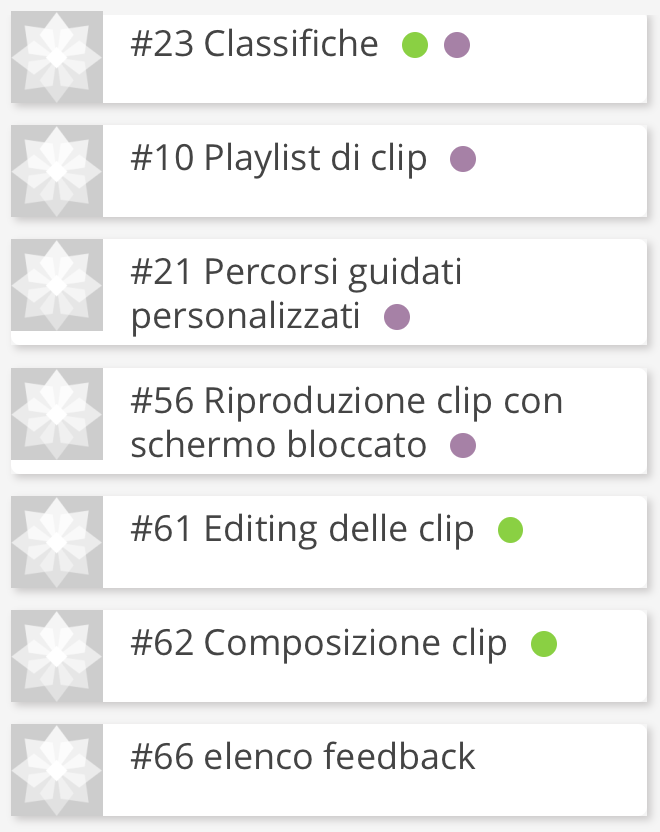 #23 Classifiche
#10 Playlist di clip
#21 Percorsi guidati
personalizzati
#56 Riproduzione clip con
schermo bloccato
#61 Editing delle clip
#62 Composizione clip
#66 elenco feedback